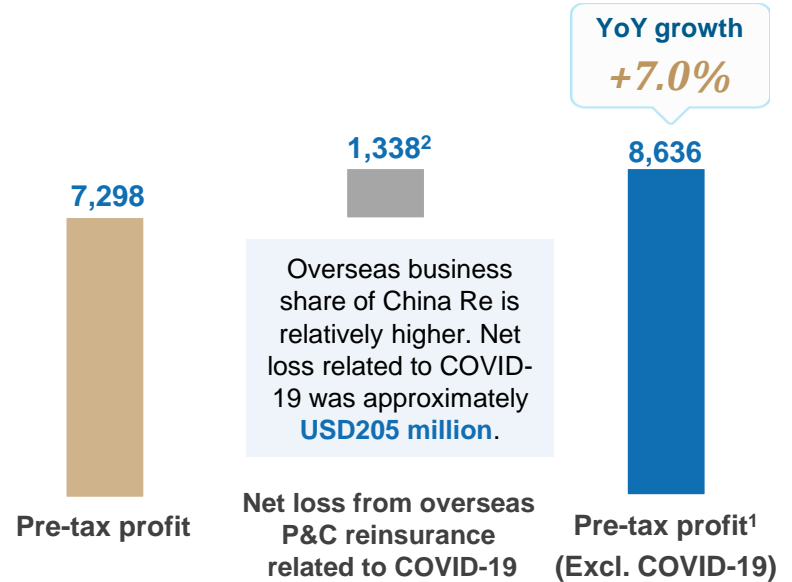 YoY growth
+7.0%
1,338²
8,636
7,298
Overseas business
share of China Re is
relatively higher. Net
loss related to COVID-
19 was approximately
USD205 million.
Pre-tax profit
Net loss from overseas
P&C reinsurance
related to COVID-19
Pre-tax profit¹
(Excl. COVID-19)